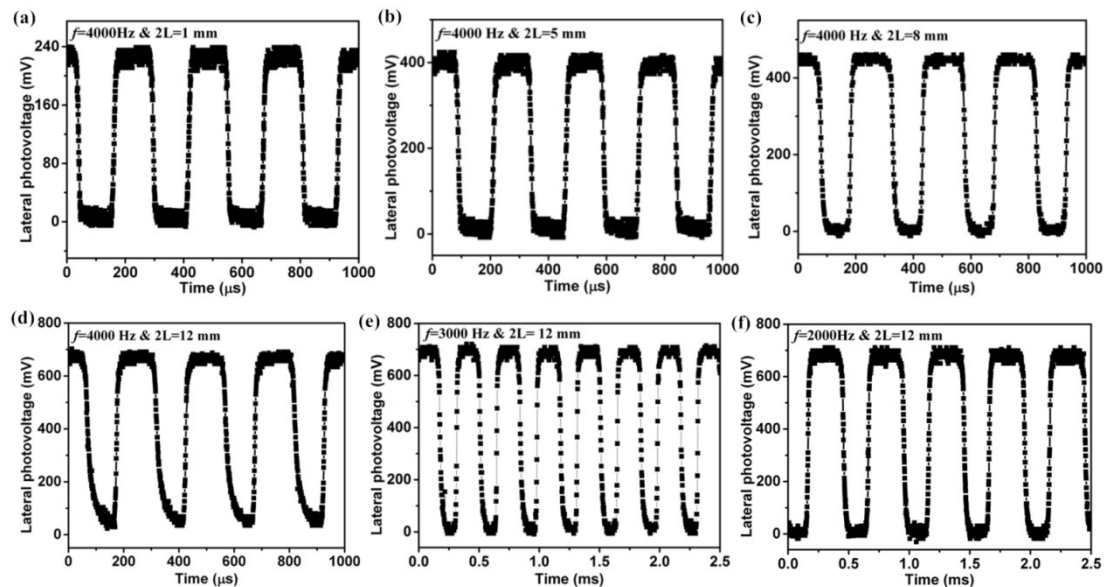 (a)
f=4000Hz & 2L=1 mm
Lateral photovoltage (mV)
240
160
80
0
0 200 400 600 800 1000
Time (μs)
(b)
f=4000 Hz & 2L=5 mm
Lateral photovoltage (mV)
400
200
0
0 200 400 600 800 1000
Time (μs)
(c)
f=4000 Hz & 2L=8 mm
Lateral photovoltage (mV)
400
200
0
0 200 400 600 800 1000
Time (μs)
(d)
f=4000 Hz & 2L=12 mm
Lateral photovoltage (mV)
800
600
400
200
0
0 200 400 600 800 1000
Time (μs)
(e)
f=3000 Hz & 2L= 12 mm
Lateral photovoltage (mV)
800
600
400
200
0
0.0 0.5 1.0 1.5 2.0 2.5
Time (ms)
(f)
f=2000Hz & 2L=12 mm
Lateral photovoltage (mV)
800
600
400
200
0
0.0 0.5 1.0 1.5 2.0 2.5
Time (ms)